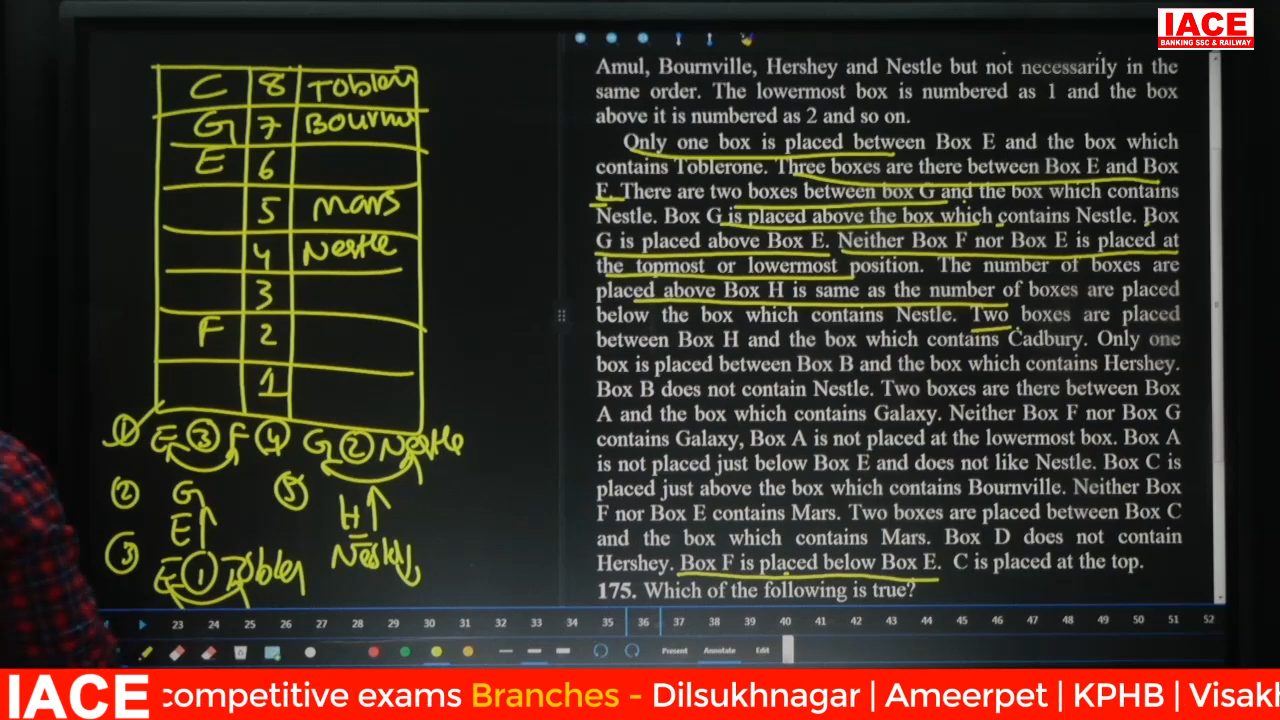 IACE
BANKING SSC & RAILWAY
C 8 Toblern
G 7 Bournv
E 6
5 Mars
4 Nestle
3
F 2
1
① E ③ F ④ G ② Nestle
② G ⑤
E H
③ Nestly
E ① Tobler
Amul, Bournville, Hershey and Nestle but not necessarily in the
same order. The lowermost box is numbered as 1 and the box
above it is numbered as 2 and so on.
Only one box is placed between Box E and the box which
contains Toblerone. Three boxes are there between Box E and Box
F. There are two boxes between box G and the box which contains
Nestle. Box G is placed above the box which contains Nestle. Box
G is placed above Box E. Neither Box F nor Box E is placed at
the topmost or lowermost position. The number of boxes are
placed above Box H is same as the number of boxes are placed
below the box which contains Nestle. Two boxes are placed
between Box H and the box which contains Cadbury. Only one
box is placed between Box B and the box which contains Hershey.
Box B does not contain Nestle. Two boxes are there between Box
A and the box which contains Galaxy. Neither Box F nor Box G
contains Galaxy, Box A is not placed at the lowermost box. Box A
is not placed just below Box E and does not like Nestle. Box C is
placed just above the box which contains Bournville. Neither Box
F nor Box E contains Mars. Two boxes are placed between Box C
and the box which contains Mars. Box D does not contain
Hershey. Box F is placed below Box E. C is placed at the top.
175. Which of the following is true?
23 24 25 26 27 28 29 30 31 32 33 34 35 36 37 38 39 40 41 42 43 44 45 46 47 48 49 50 51 52
Present Annotate Edit
IACE competitive exams Branches - Dilsukhnagar | Ameerpet | KPHB | Visakh